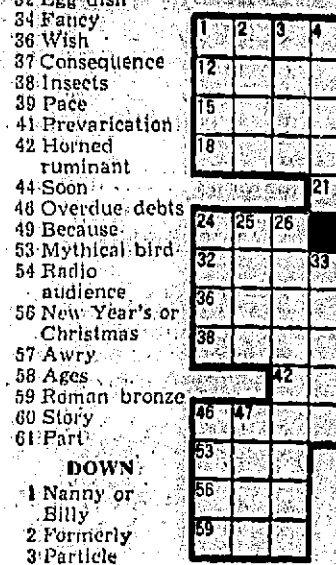 32 Egg dish
34 Fancy
36 Wish
37 Consequence
38 Insects
39 Pace
41 Prevarication
42 Horned
ruminant
44 Soon
46 Overdue debts
49 Because
53 Mythical bird
54 Radio
audience
56 New Year's or
Christmas
57 Awry
58 Ages
59 Roman bronze
60 Story
61 Part
DOWN
1 Nanny or
Billy
2 Formerly
3 Particle
1 2 3 4
12
15
18
21
24 25 26
32 33
36
38
42
46 47
53
56
59